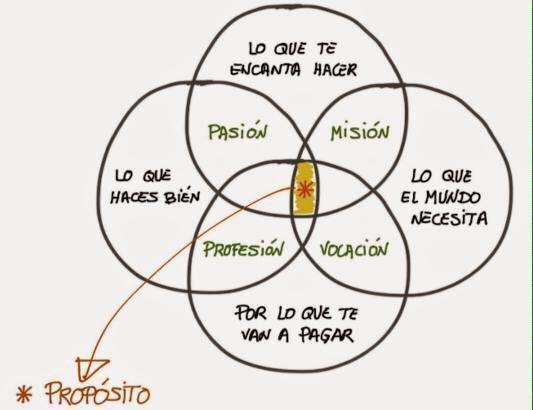 LO QUE TE
ENCANTA HACER
PASIÓN
MISIÓN
LO QUE
HACES BIÉN
LO QUE
EL MUNDO
NECESITA
PROFESIÓN
VOCACIÓN
POR LO QUE TE
VAN A PAGAR
* PROPÓSITO